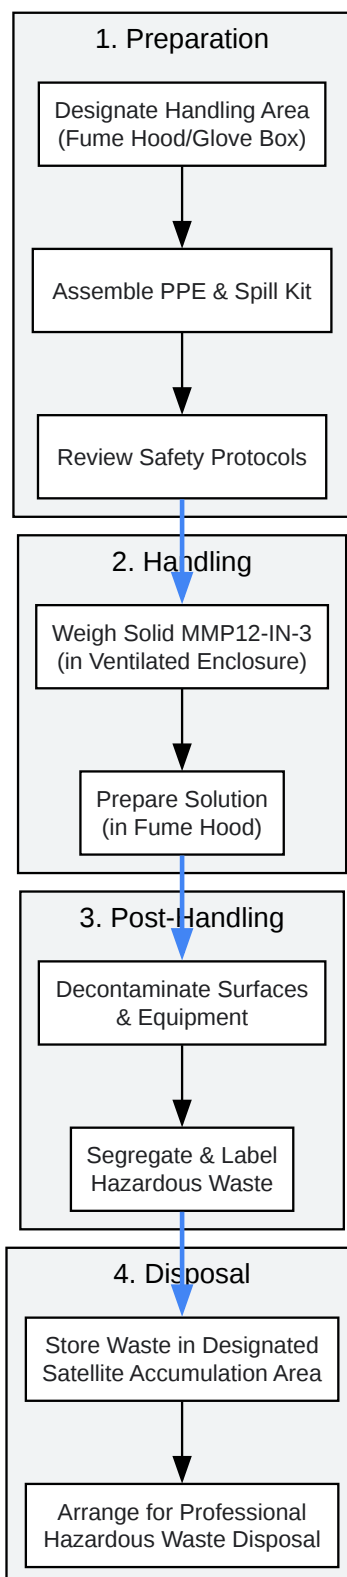 1. Preparation
Designate Handling Area
(Fume Hood/Glove Box)
Assemble PPE & Spill Kit
Review Safety Protocols
2. Handling
Weigh Solid MMP12-IN-3
(in Ventilated Enclosure)
Prepare Solution
(in Fume Hood)
3. Post-Handling
Decontaminate Surfaces
& Equipment
Segregate & Label
Hazardous Waste
4. Disposal
Store Waste in Designated
Satellite Accumulation Area
Arrange for Professional
Hazardous Waste Disposal